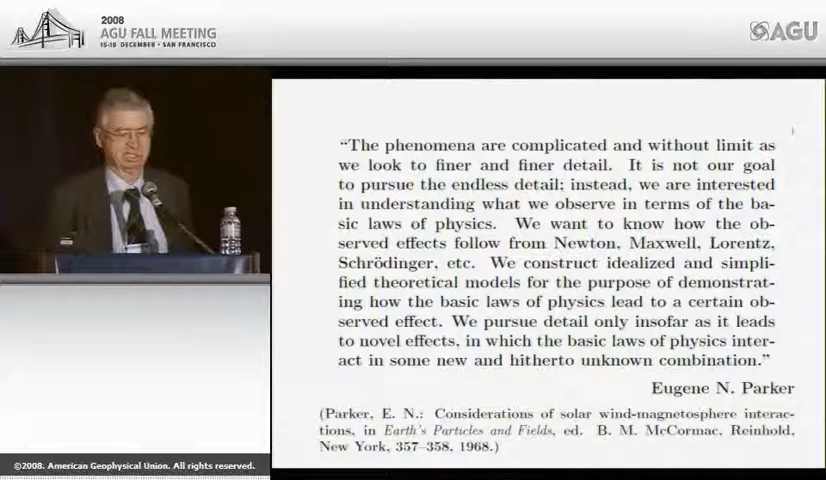 2008
AGU FALL MEETING
15-19 DECEMBER • SAN FRANCISCO
AGU
“The phenomena are complicated and without limit as
we look to finer and finer detail. It is not our goal
to pursue the endless detail; instead, we are interested
in understanding what we observe in terms of the ba-
sic laws of physics. We want to know how the ob-
served effects follow from Newton, Maxwell, Lorentz,
Schrödinger, etc. We construct idealized and simpli-
fied theoretical models for the purpose of demonstrat-
ing how the basic laws of physics lead to a certain ob-
served effect. We pursue detail only insofar as it leads
to novel effects, in which the basic laws of physics inter-
act in some new and hitherto unknown combination.”
Eugene N. Parker
(Parker, E. N.: Considerations of solar wind-magnetosphere interac-
tions, in Earth's Particles and Fields, ed. B. M. McCormac, Reinhold,
New York, 357–358, 1968.)
©2008. American Geophysical Union. All rights reserved.